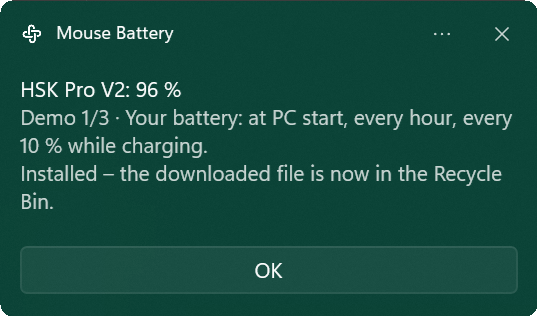 Mouse Battery
HSK Pro V2: 96 %
Demo 1/3 · Your battery: at PC start, every hour, every
10 % while charging.
Installed – the downloaded file is now in the Recycle
Bin.
OK